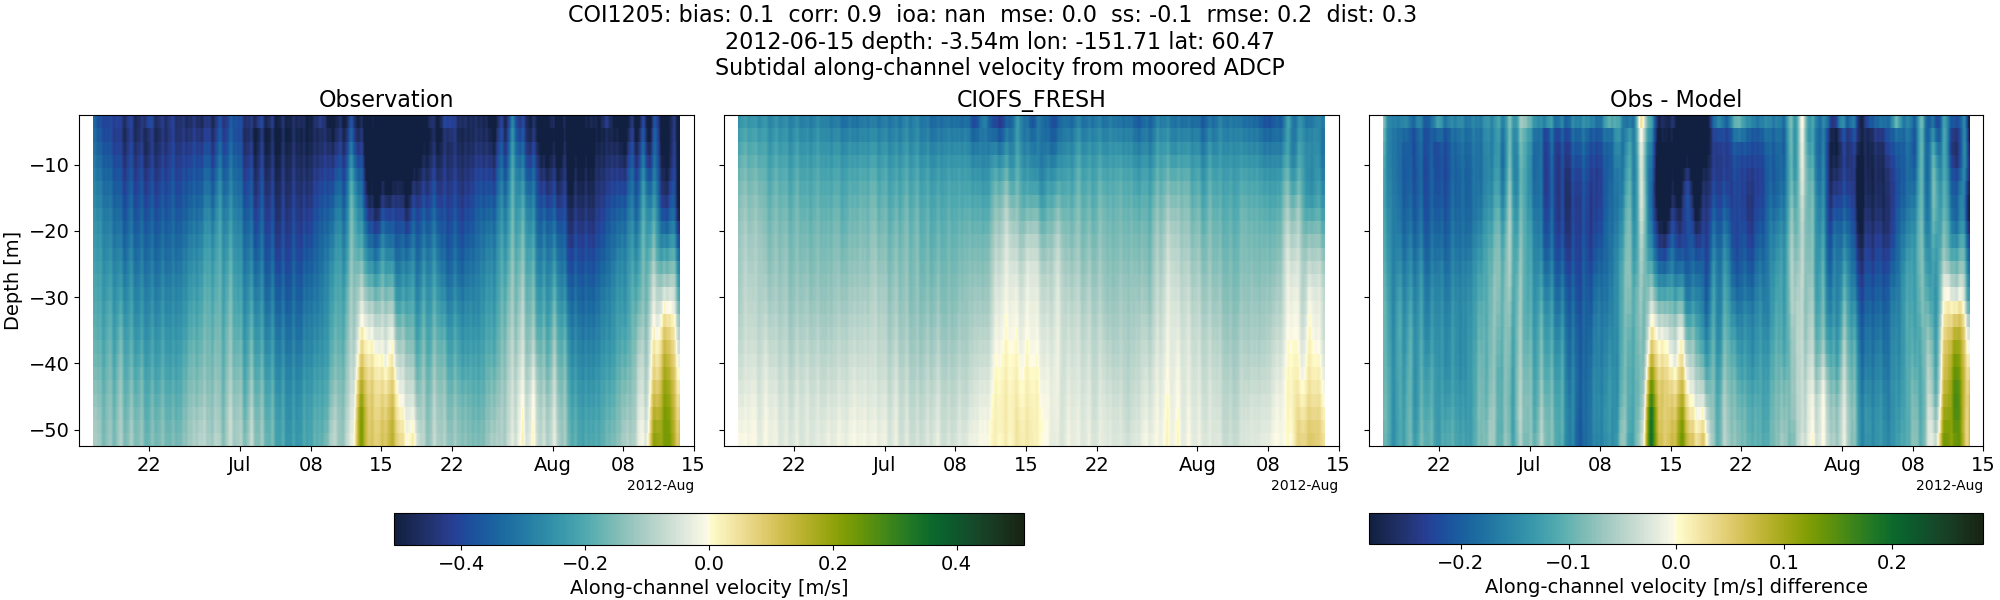 COI1205: bias: 0.1  corr: 0.9  ioa: nan  mse: 0.0  ss: -0.1  rmse: 0.2  dist: 0.3
2012-06-15 depth: -3.54m lon: -151.71 lat: 60.47
Subtidal along-channel velocity from moored ADCP
Observation
CIOFS_FRESH
Obs - Model
Depth [m]
−10
−20
−30
−40
−50
22 Jul 08 15 22 Aug 08 15
2012-Aug
22 Jul 08 15 22 Aug 08 15
2012-Aug
22 Jul 08 15 22 Aug 08 15
2012-Aug
−0.4 −0.2 0.0 0.2 0.4
Along-channel velocity [m/s]
−0.2 −0.1 0.0 0.1 0.2
Along-channel velocity [m/s] difference